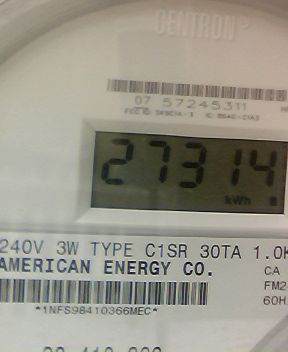 CENTRON®
07 57245311
27314
kWh
240V 3W TYPE C1SR 30TA 1.0K
AMERICAN ENERGY CO.
CA
FM2
60H
*1NFS98410366MEC*